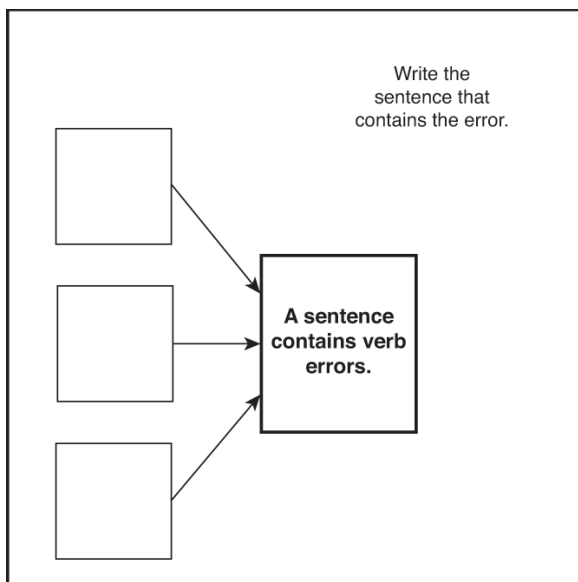 Write the
sentence that
contains the error.
A sentence
contains verb
errors.